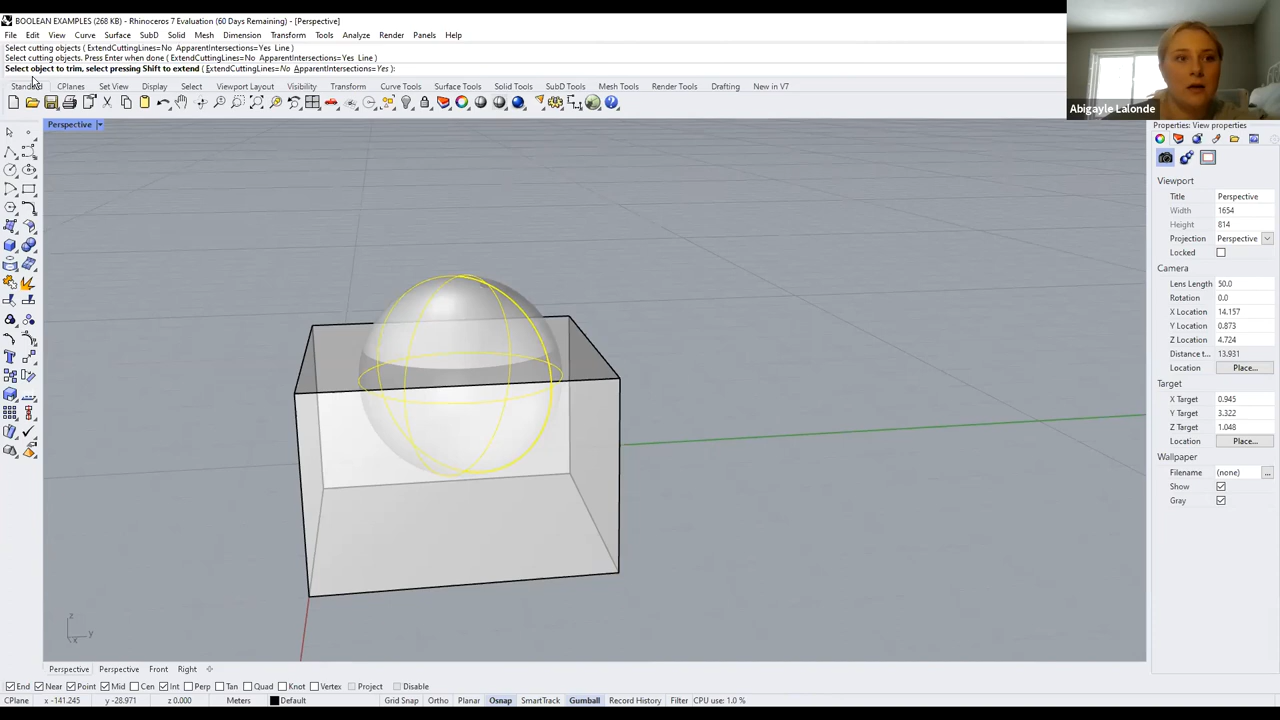 BOOLEAN EXAMPLES (268 KB) - Rhinoceros 7 Evaluation (60 Days Remaining) - [Perspective]
File Edit View Curve Surface SubD Solid Mesh Dimension Transform Tools Analyze Render Panels Help
Select cutting objects ( ExtendCuttingLines=No ApparentIntersections=Yes Line )
Select cutting objects. Press Enter when done ( ExtendCuttingLines=No ApparentIntersections=Yes Line )
Select object to trim, select pressing Shift to extend ( ExtendCuttingLines=No ApparentIntersections=Yes ):
Standard CPlanes Set View Display Select Viewport Layout Visibility Transform Curve Tools Surface Tools Solid Tools SubD Tools Mesh Tools Render Tools Drafting New in V7
Abigayle Lalonde
Perspective
Properties: View properties
Viewport
Title Perspective
Width 1654
Height 814
Projection Perspective
Locked
Camera
Lens Length 50.0
Rotation 0.0
X Location 14.157
Y Location 0.873
Z Location 4.724
Distance t... 13.931
Location Place...
Target
X Target 0.945
Y Target 3.322
Z Target 1.048
Location Place...
Wallpaper
Filename (none) ...
Show
Gray
z
y
x
Perspective Perspective Front Right
End Near Point Mid Cen Int Perp Tan Quad Knot Vertex Project Disable
CPlane x -141.245 y -28.971 z 0.000 Meters Default Grid Snap Ortho Planar Osnap SmartTrack Gumball Record History Filter CPU use: 1.0 %